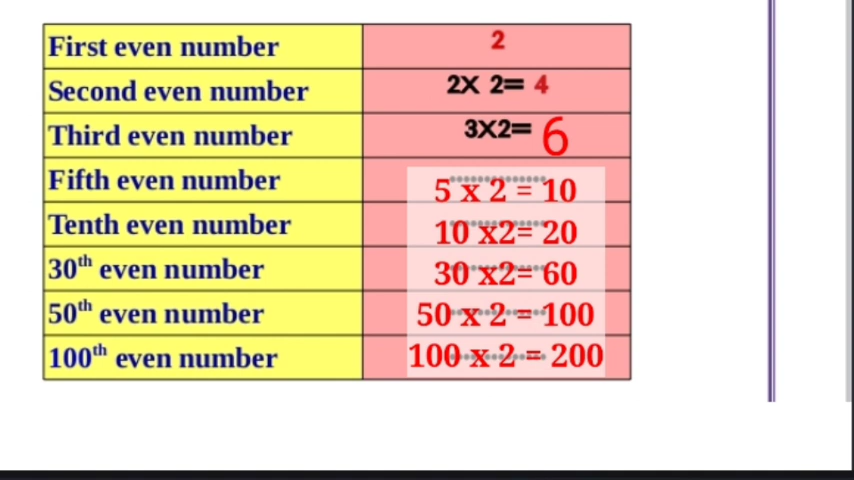 First even number 2
Second even number 2X 2= 4
Third even number 3X2= 6
Fifth even number 5 x 2 = 10
Tenth even number 10 x2= 20
30th even number 30 x2= 60
50th even number 50 x 2 = 100
100th even number 100 x 2 = 200